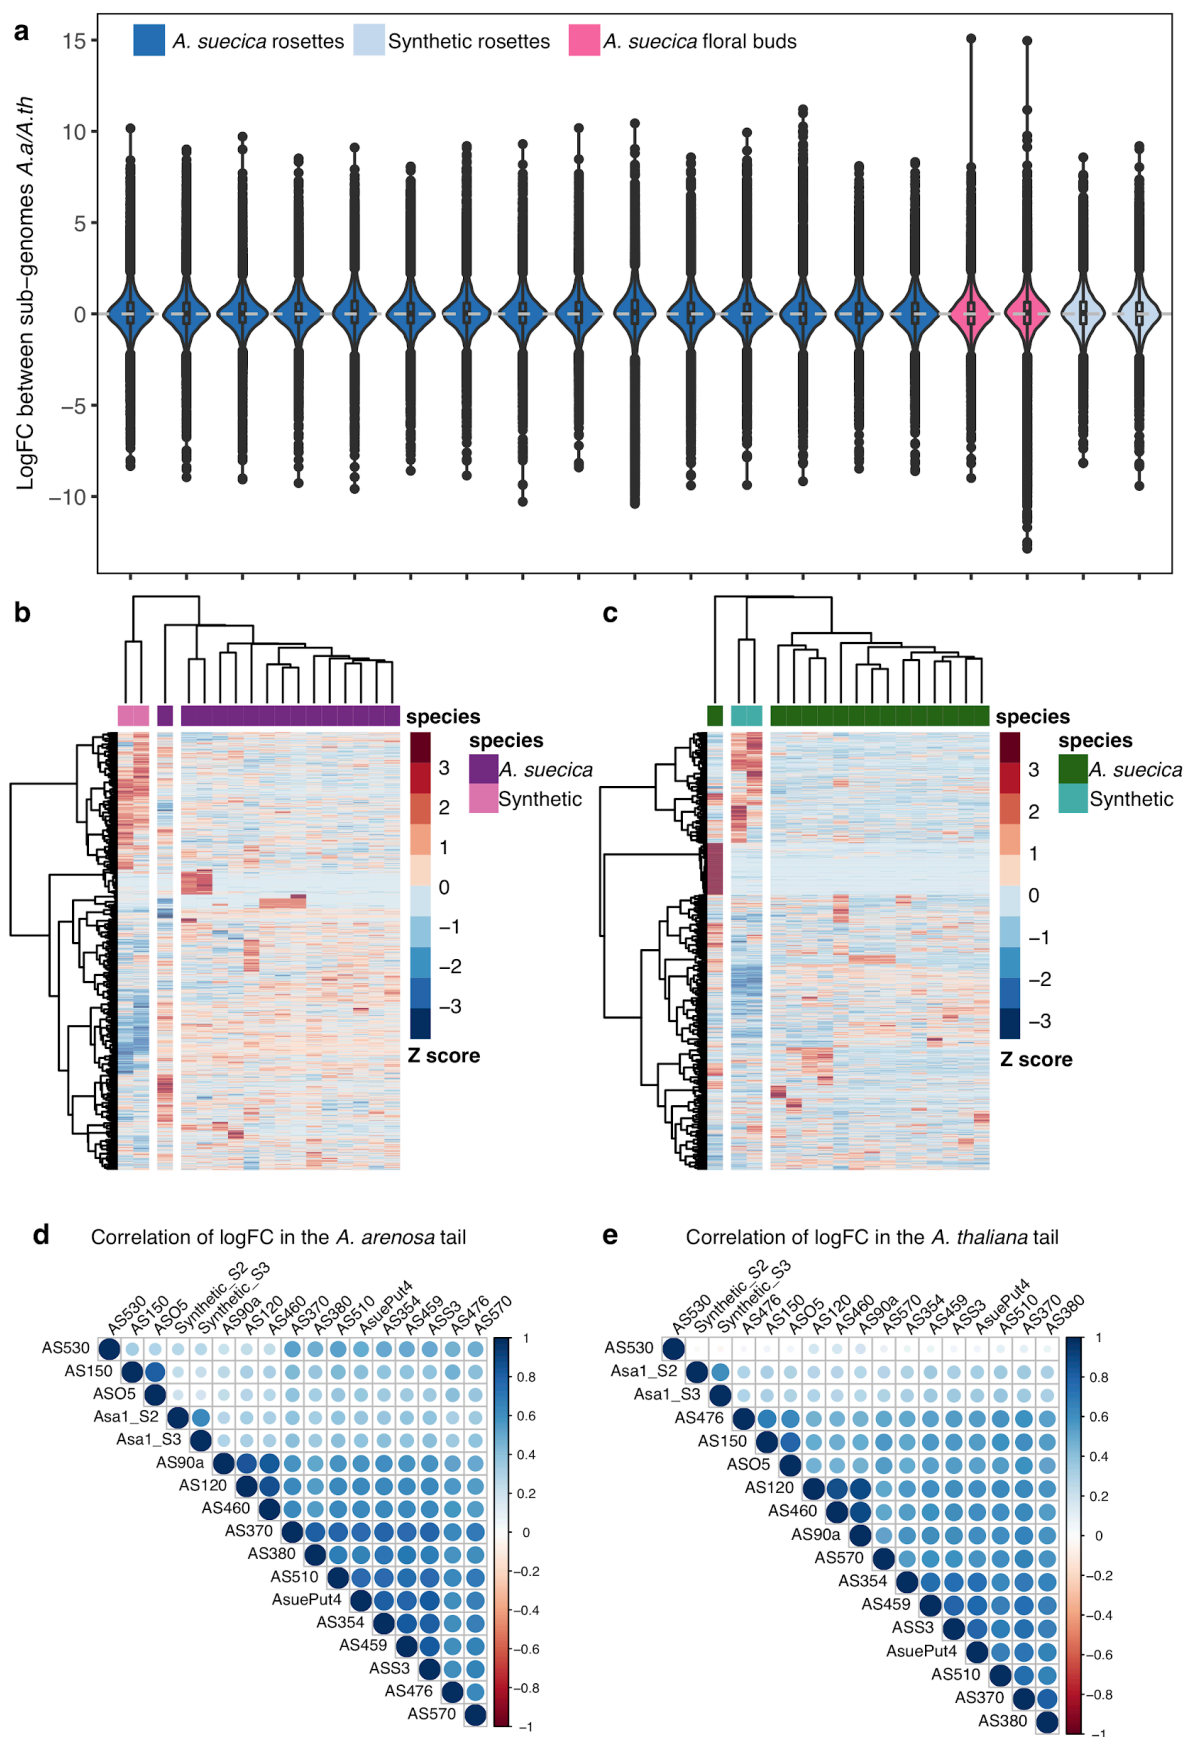 a
A. suecica rosettes
Synthetic rosettes
A. suecica floral buds
LogFC between sub−genomes A.a/A.th
15
10
5
0
−5
−10
b
species
3
2
1
0
−1
−2
−3
Z score
species
A. suecica
Synthetic
c
species
3
2
1
0
−1
−2
−3
Z score
species
A. suecica
Synthetic
d
Correlation of logFC in the A. arenosa tail
AS530
AS150
ASO5
Synthetic_S2
Synthetic_S3
AS90a
AS120
AS460
AS370
AS380
AS510
AsuePut4
AS354
AS459
ASS3
AS476
AS570
AS530
AS150
ASO5
Asa1_S2
Asa1_S3
AS90a
AS120
AS460
AS370
AS380
AS510
AsuePut4
AS354
AS459
ASS3
AS476
AS570
1
0.8
0.6
0.4
0.2
0
−0.2
−0.4
−0.6
−0.8
−1
e
Correlation of logFC in the A. thaliana tail
AS530
Synthetic_S2
Synthetic_S3
AS476
AS150
ASO5
AS120
AS460
AS90a
AS570
AS354
AS459
ASS3
AsuePut4
AS510
AS370
AS380
AS530
Asa1_S2
Asa1_S3
AS476
AS150
ASO5
AS120
AS460
AS90a
AS570
AS354
AS459
ASS3
AsuePut4
AS510
AS370
AS380
1
0.8
0.6
0.4
0.2
0
−0.2
−0.4
−0.6
−0.8
−1